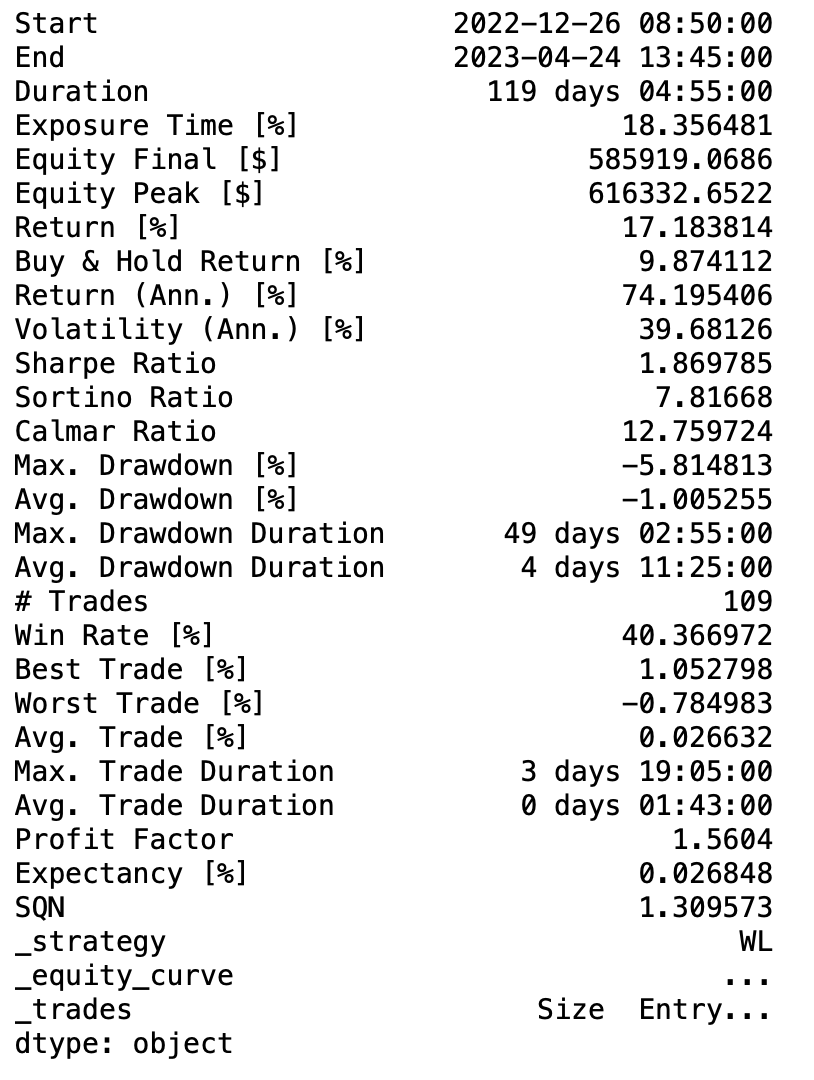 Start 2022-12-26 08:50:00
End 2023-04-24 13:45:00
Duration 119 days 04:55:00
Exposure Time [%] 18.356481
Equity Final [$] 585919.0686
Equity Peak [$] 616332.6522
Return [%] 17.183814
Buy & Hold Return [%] 9.874112
Return (Ann.) [%] 74.195406
Volatility (Ann.) [%] 39.68126
Sharpe Ratio 1.869785
Sortino Ratio 7.81668
Calmar Ratio 12.759724
Max. Drawdown [%] -5.814813
Avg. Drawdown [%] -1.005255
Max. Drawdown Duration 49 days 02:55:00
Avg. Drawdown Duration 4 days 11:25:00
# Trades 109
Win Rate [%] 40.366972
Best Trade [%] 1.052798
Worst Trade [%] -0.784983
Avg. Trade [%] 0.026632
Max. Trade Duration 3 days 19:05:00
Avg. Trade Duration 0 days 01:43:00
Profit Factor 1.5604
Expectancy [%] 0.026848
SQN 1.309573
_strategy WL
_equity_curve ...
_trades Size Entry...
dtype: object